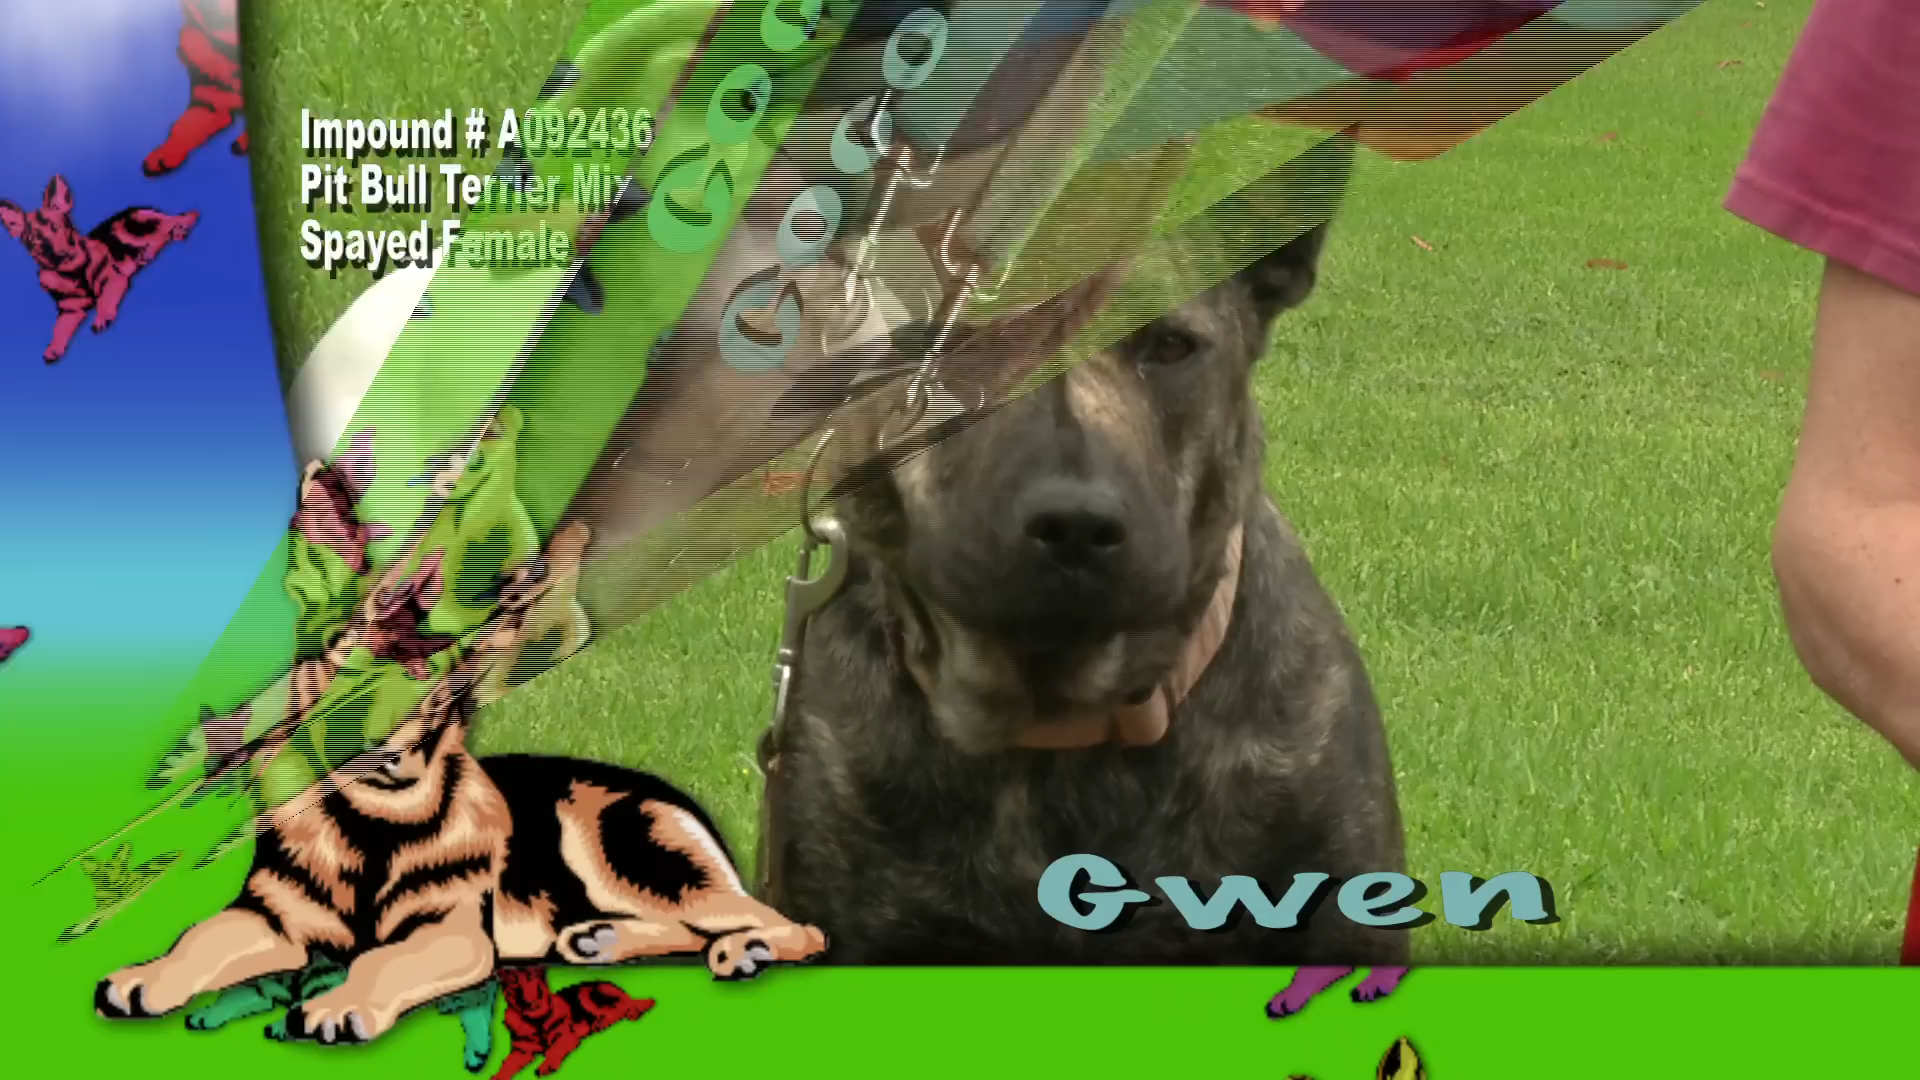 Impound # A092436
Pit Bull Terrier Mix
Spayed Female
Gwen